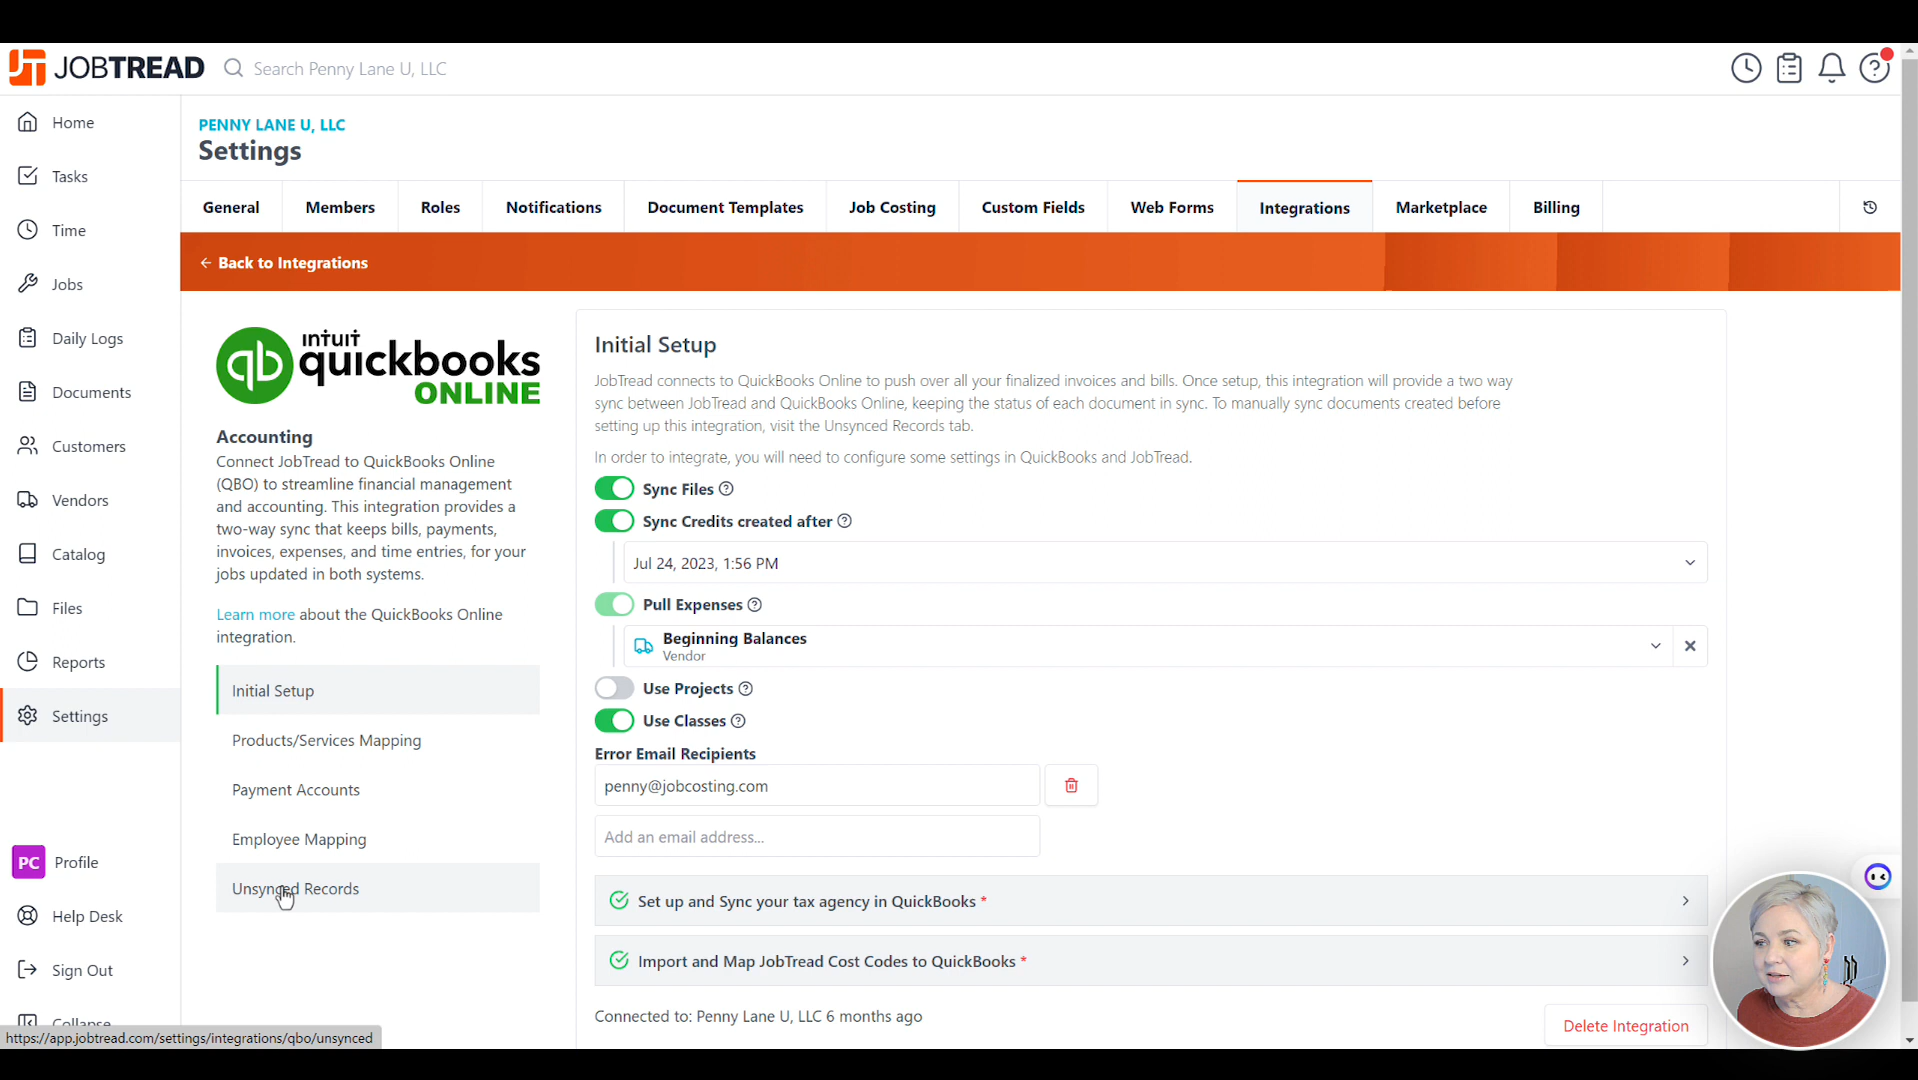 JOBTREAD
Search Penny Lane U, LLC
Home
Tasks
Time
Jobs
Daily Logs
Documents
Customers
Vendors
Catalog
Files
Reports
Settings
PC Profile
Help Desk
Sign Out
Collapse
https://app.jobtread.com/settings/integrations/qbo/unsynced
PENNY LANE U, LLC
Settings
General
Members
Roles
Notifications
Document Templates
Job Costing
Custom Fields
Web Forms
Integrations
Marketplace
Billing
← Back to Integrations
qb
intuit
quickbooks
ONLINE
Accounting
Connect JobTread to QuickBooks Online
(QBO) to streamline financial management
and accounting. This integration provides a
two-way sync that keeps bills, payments,
invoices, expenses, and time entries, for your
jobs updated in both systems.
Learn more about the QuickBooks Online
integration.
Initial Setup
Products/Services Mapping
Payment Accounts
Employee Mapping
Unsynced Records
Initial Setup
JobTread connects to QuickBooks Online to push over all your finalized invoices and bills. Once setup, this integration will provide a two way
sync between JobTread and QuickBooks Online, keeping the status of each document in sync. To manually sync documents created before
setting up this integration, visit the Unsynced Records tab.
In order to integrate, you will need to configure some settings in QuickBooks and JobTread.
Sync Files
Sync Credits created after
Jul 24, 2023, 1:56 PM
Pull Expenses
Beginning Balances
Vendor
Use Projects
Use Classes
Error Email Recipients
penny@jobcosting.com
Add an email address...
Set up and Sync your tax agency in QuickBooks *
Import and Map JobTread Cost Codes to QuickBooks *
Connected to: Penny Lane U, LLC 6 months ago
Delete Integration